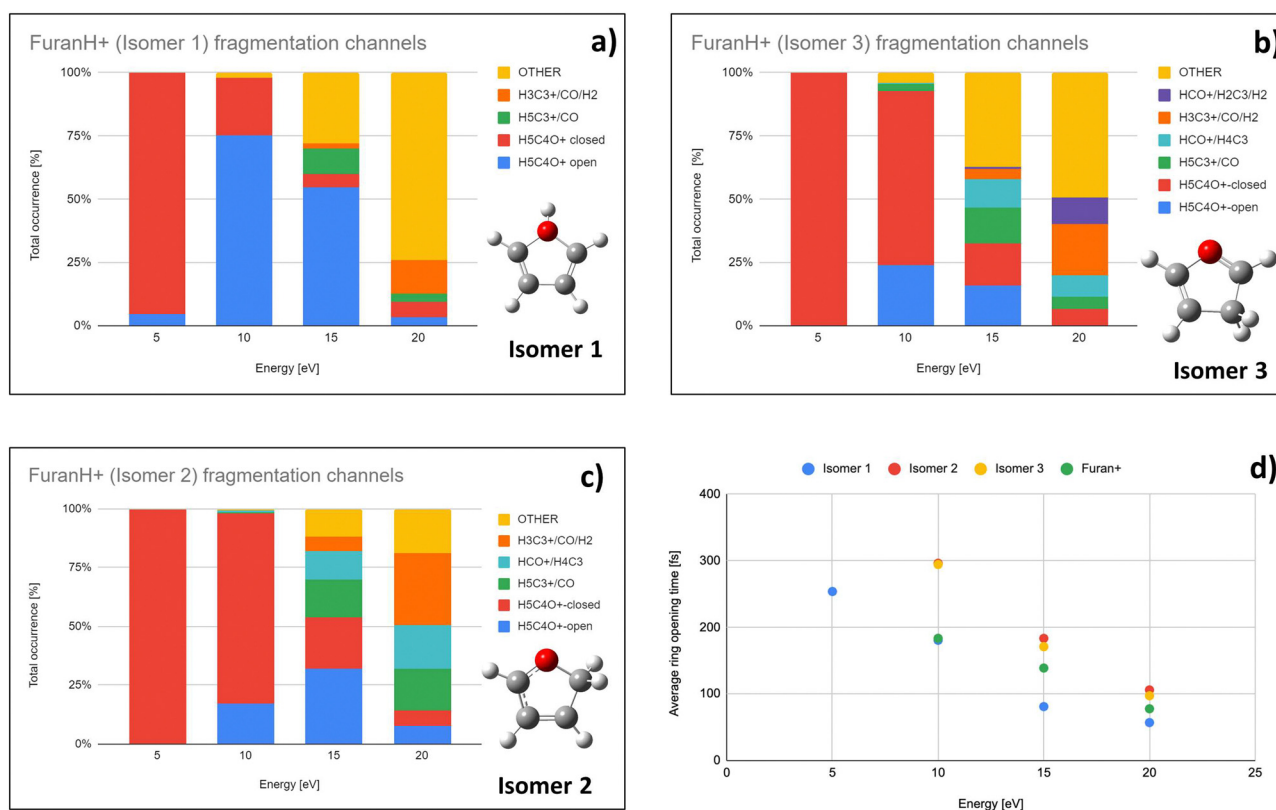 FuranH+ (Isomer 1) fragmentation channels
a)
Total occurrence [%]
100%
75%
50%
25%
0%
5 10 15 20
Energy [eV]
OTHER
H3C3+/CO/H2
H5C3+/CO
H5C4O+ closed
H5C4O+ open
Isomer 1
FuranH+ (Isomer 3) fragmentation channels
b)
Total occurrence [%]
100%
75%
50%
25%
0%
5 10 15 20
Energy [eV]
OTHER
HCO+/H2C3/H2
H3C3+/CO/H2
HCO+/H4C3
H5C3+/CO
H5C4O+-closed
H5C4O+-open
Isomer 3
FuranH+ (Isomer 2) fragmentation channels
c)
Total occurrence [%]
100%
75%
50%
25%
0%
5 10 15 20
Energy [eV]
OTHER
H3C3+/CO/H2
HCO+/H4C3
H5C3+/CO
H5C4O+-closed
H5C4O+-open
Isomer 2
d)
Isomer 1 Isomer 2 Isomer 3 Furan+
Average ring opening time [fs]
400
300
200
100
0
0 5 10 15 20 25
Energy [eV]